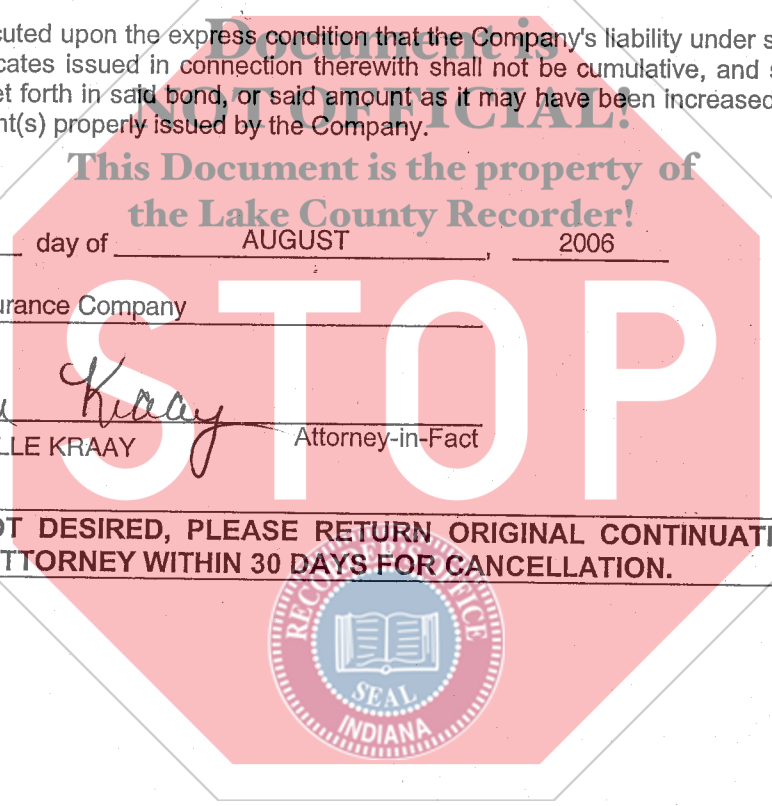 Document is
cuted upon the express condition that the Company's liability under s
cates issued in connection therewith shall not be cumulative, and s
NOT OFFICIAL!
et forth in said bond, or said amount as it may have been increased
nt(s) properly issued by the Company.
This Document is the property of
the Lake County Recorder!
day of AUGUST, 2006
STOP
urance Company
Kraay
LLE KRAAY Attorney-in-Fact
OT DESIRED, PLEASE RETURN ORIGINAL CONTINUATI
TTORNEY WITHIN 30 DAYS FOR CANCELLATION.
RECORDER'S OFFICE
SEAL
INDIANA